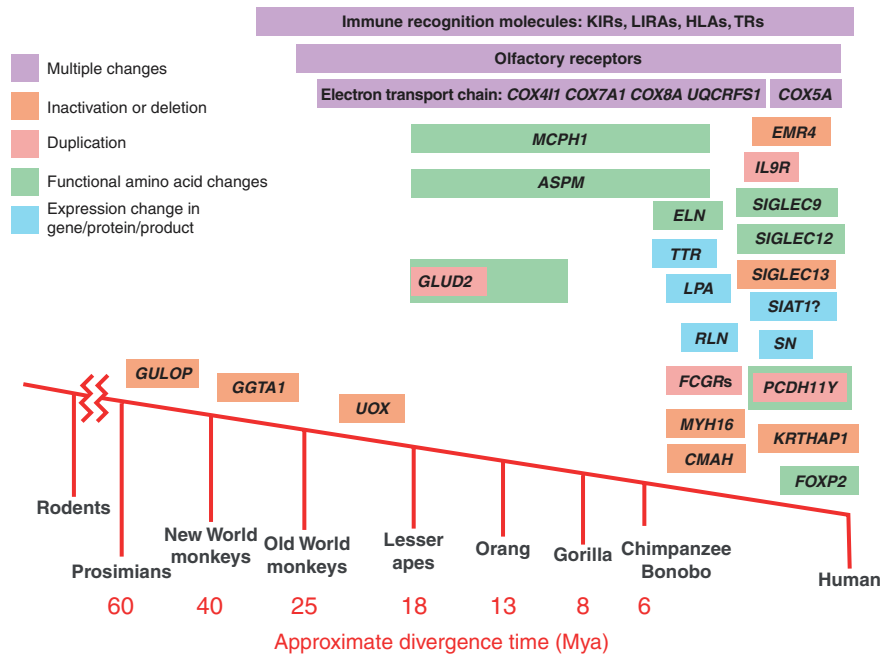 Immune recognition molecules: KIRs, LIRAs, HLAs, TRs
Olfactory receptors
Electron transport chain: COX4I1 COX7A1 COX8A UQCRFS1
COX5A
Multiple changes
Inactivation or deletion
Duplication
Functional amino acid changes
Expression change in
gene/protein/product
MCPH1
ASPM
GLUD2
EMR4
IL9R
SIGLEC9
ELN
SIGLEC12
TTR
SIGLEC13
LPA
SIAT1?
RLN
SN
FCGRs
PCDH11Y
MYH16
KRTHAP1
CMAH
FOXP2
GULOP
GGTA1
UOX
Rodents
Prosimians
New World
monkeys
Old World
monkeys
Lesser
apes
Orang
Gorilla
Chimpanzee
Bonobo
Human
60 40 25 18 13 8 6
Approximate divergence time (Mya)